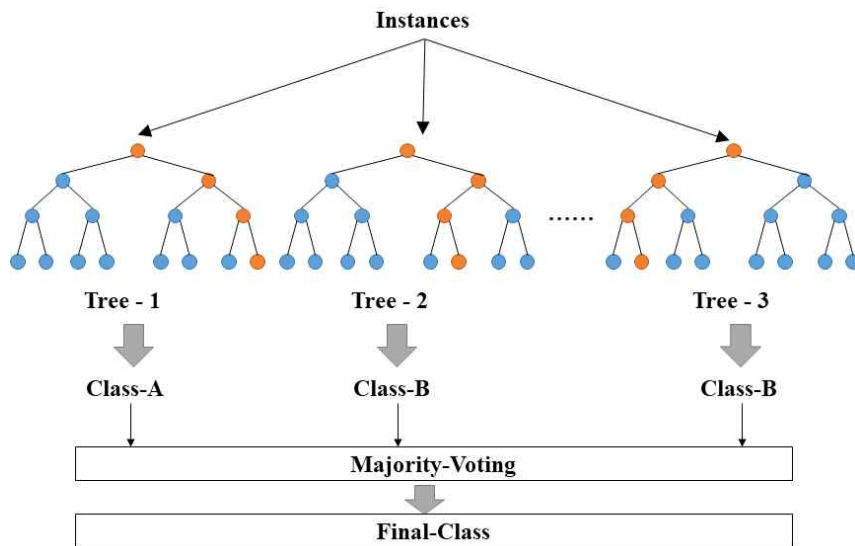 Instances
......
Tree - 1
Tree - 2
Tree - 3
Class-A
Class-B
Class-B
Majority-Voting
Final-Class